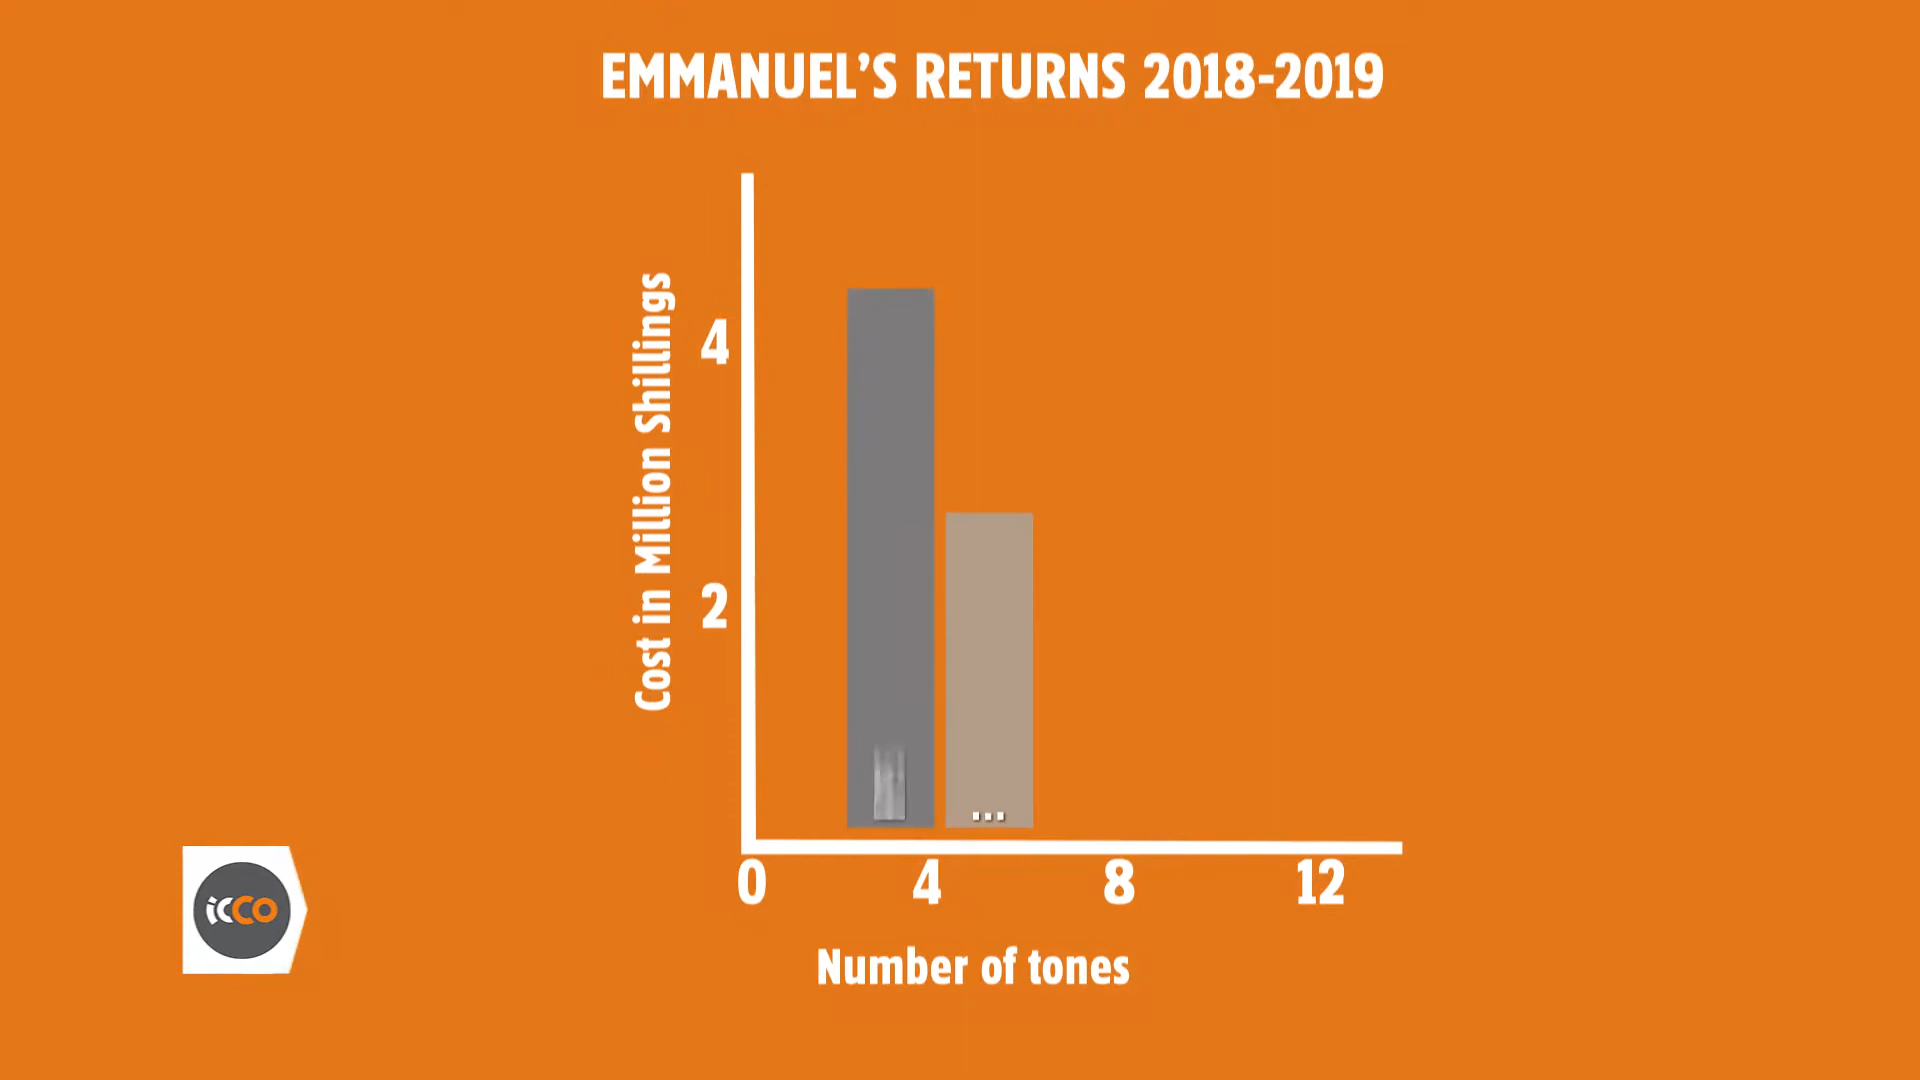 EMMANUEL'S RETURNS 2018-2019
Cost in Million Shillings
4
2
0 4 8 12
Number of tones
icco